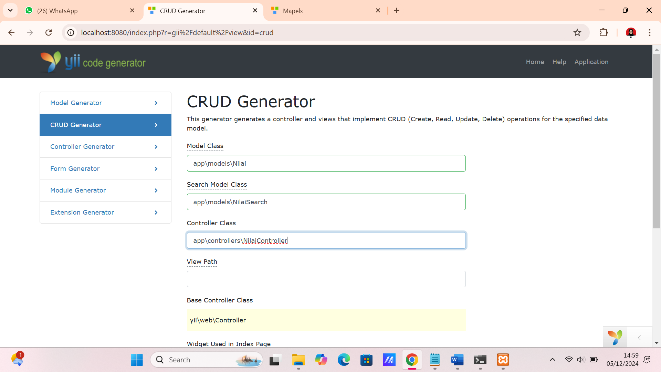 (26) WhatsApp
CRUD Generator
Mapels
localhost:8080/index.php?r=gii%2Fdefault%2Fview&id=crud
yii code generator
Home Help Application
Model Generator
CRUD Generator
Controller Generator
Form Generator
Module Generator
Extension Generator
CRUD Generator
This generator generates a controller and views that implement CRUD (Create, Read, Update, Delete) operations for the specified data
model.
Model Class
app\models\Nilai
Search Model Class
app\models\NilaiSearch
Controller Class
app\controllers\NilaiController
View Path
Base Controller Class
yii\web\Controller
Widget Used in Index Page
Search
14:59
05/12/2024